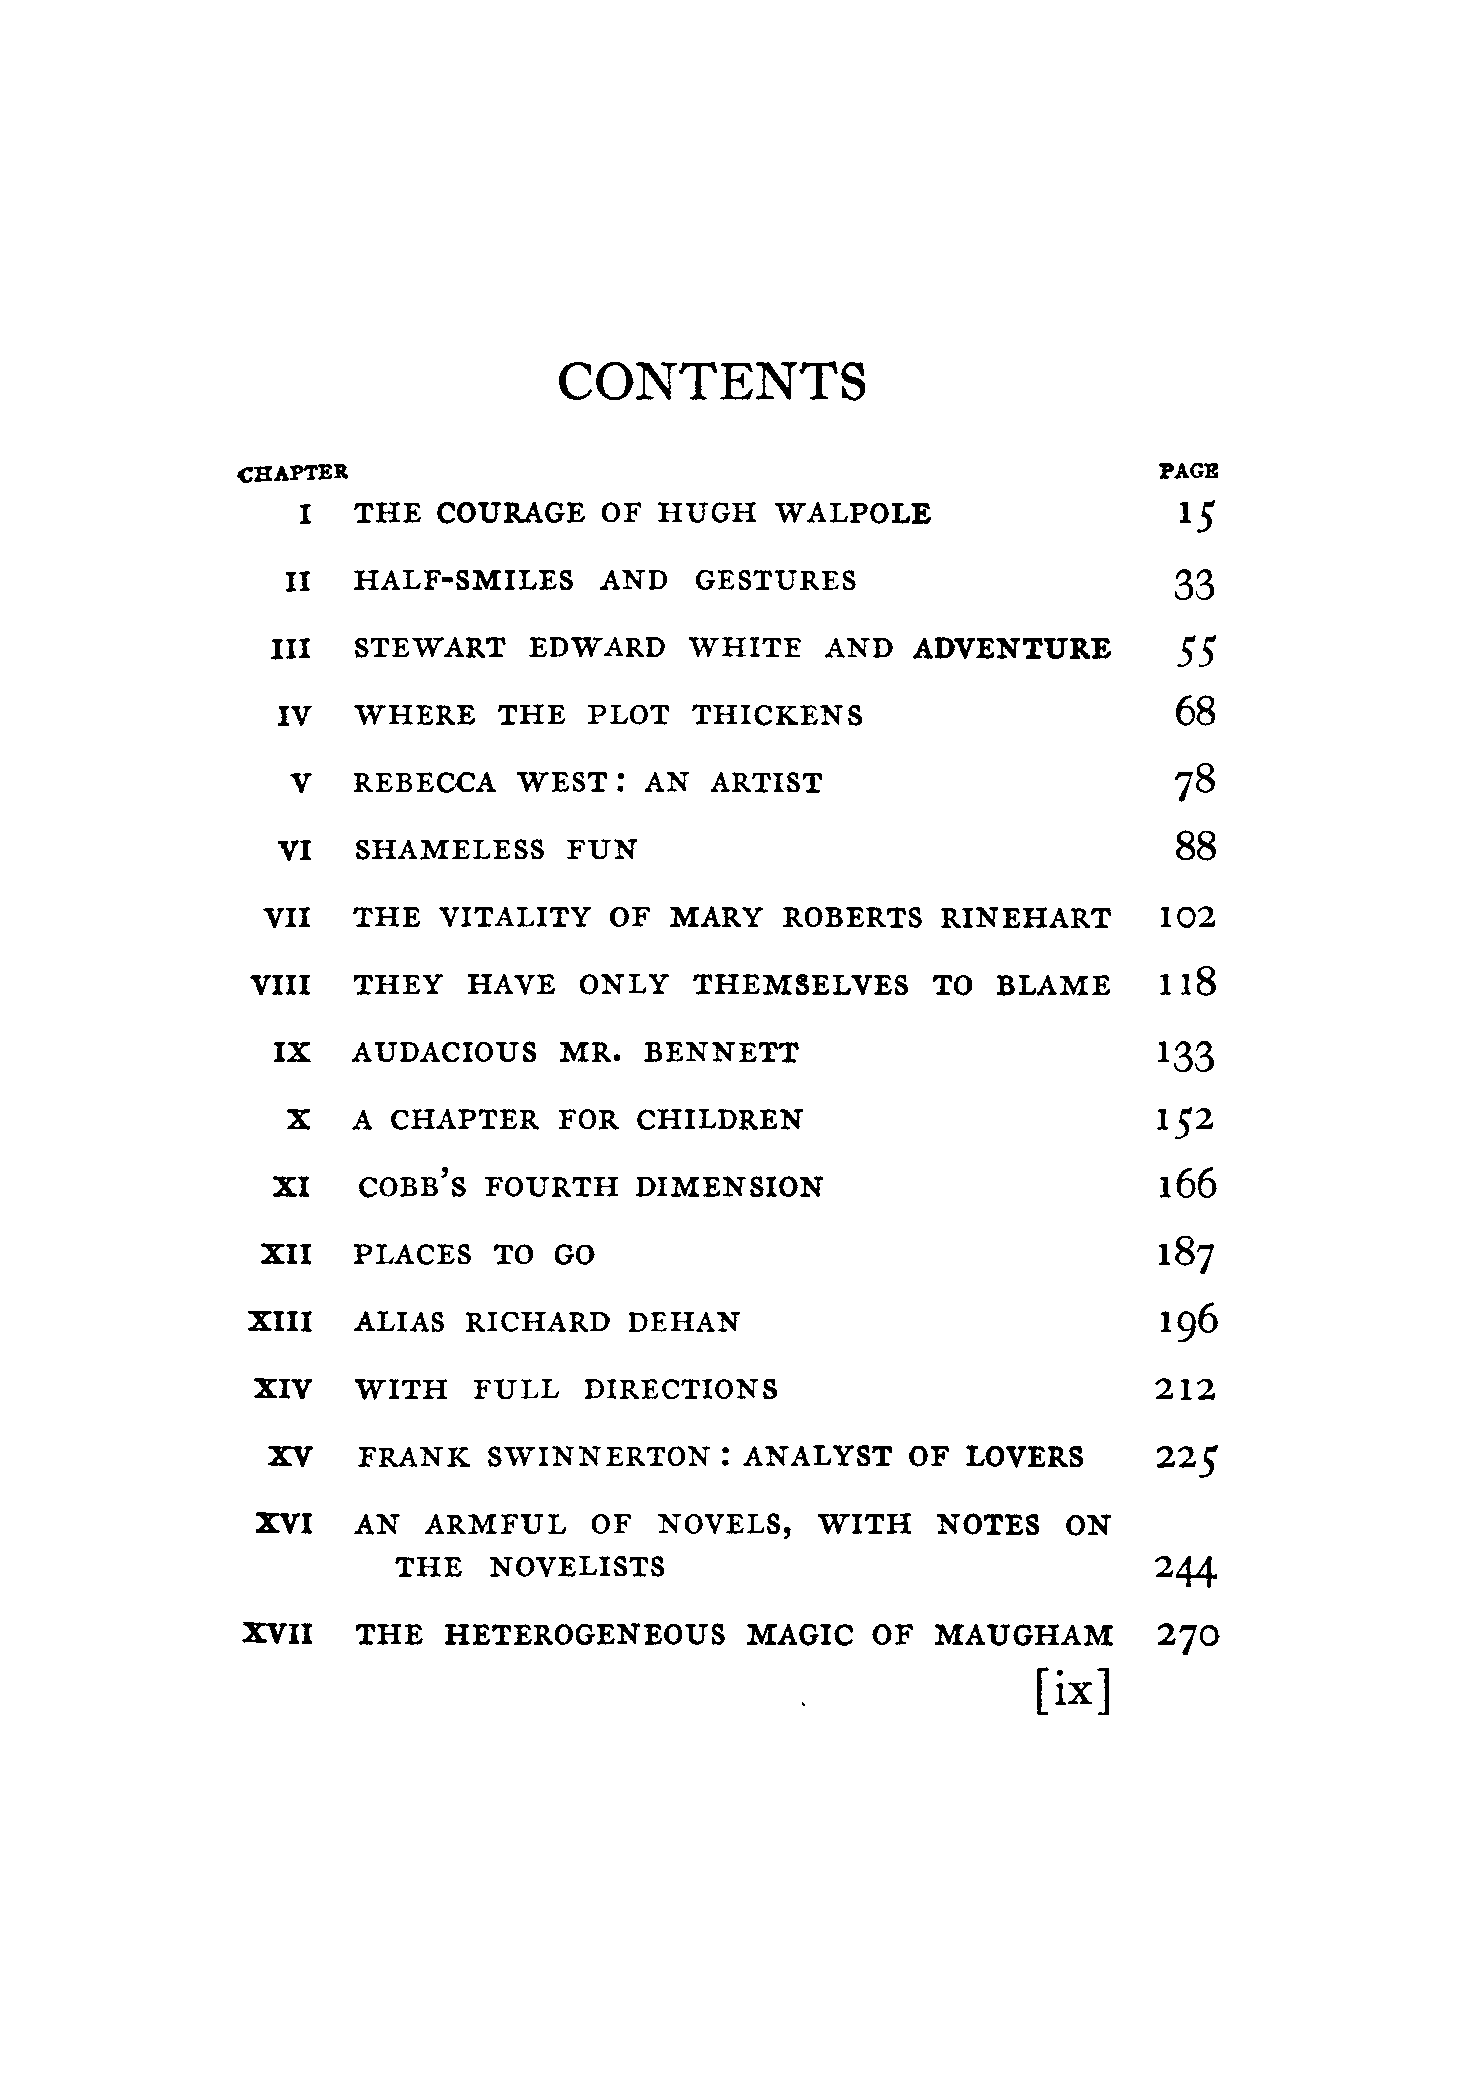 CONTENTS
CHAPTER PAGE
I THE COURAGE OF HUGH WALPOLE 15
II HALF-SMILES AND GESTURES 33
III STEWART EDWARD WHITE AND ADVENTURE 55
IV WHERE THE PLOT THICKENS 68
V REBECCA WEST: AN ARTIST 78
VI SHAMELESS FUN 88
VII THE VITALITY OF MARY ROBERTS RINEHART 102
VIII THEY HAVE ONLY THEMSELVES TO BLAME 118
IX AUDACIOUS MR. BENNETT 133
X A CHAPTER FOR CHILDREN 152
XI COBB'S FOURTH DIMENSION 166
XII PLACES TO GO 187
XIII ALIAS RICHARD DEHAN 196
XIV WITH FULL DIRECTIONS 212
XV FRANK SWINNERTON: ANALYST OF LOVERS 225
XVI AN ARMFUL OF NOVELS, WITH NOTES ON
THE NOVELISTS 244
XVII THE HETEROGENEOUS MAGIC OF MAUGHAM 270
[ix]